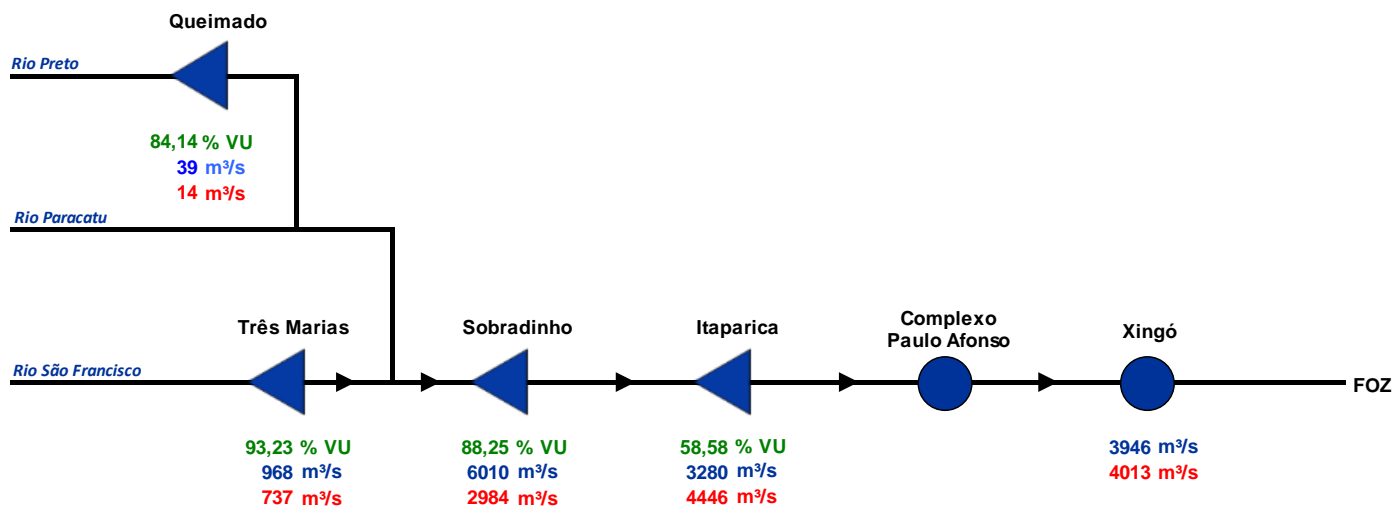 Queimado
Rio Preto
84,14 % VU
39 m³/s
14 m³/s
Rio Paracatu
Três Marias
Sobradinho
Itaparica
Complexo
Paulo Afonso
Xingó
Rio São Francisco
FOZ
93,23 % VU
968 m³/s
737 m³/s
88,25 % VU
6010 m³/s
2984 m³/s
58,58 % VU
3280 m³/s
4446 m³/s
3946 m³/s
4013 m³/s